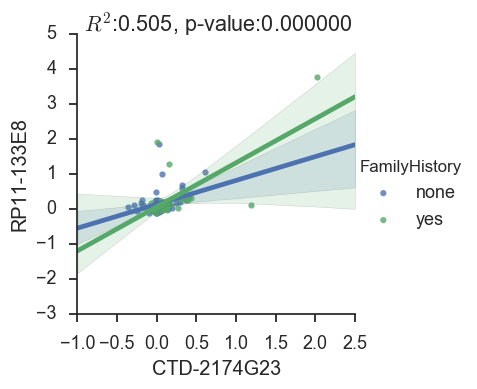 R²:0.505, p-value:0.000000
5
4
3
2
1
0
−1
−2
−3
RP11-133E8
−1.0 −0.5 0.0 0.5 1.0 1.5 2.0 2.5
CTD-2174G23
FamilyHistory
none
yes